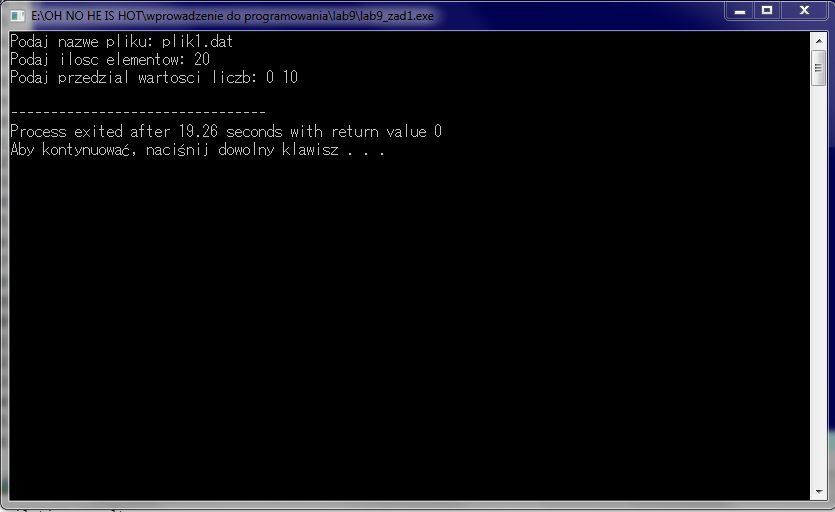 E:\OH NO HE IS HOT\wprowadzenie do programowania\lab9\lab9_zad1.exe
Podaj nazwe pliku: plik1.dat
Podaj ilosc elementow: 20
Podaj przedzial wartosci liczb: 0 10
--------------------------------
Process exited after 19.26 seconds with return value 0
Aby kontynuować, naciśnij dowolny klawisz . . .